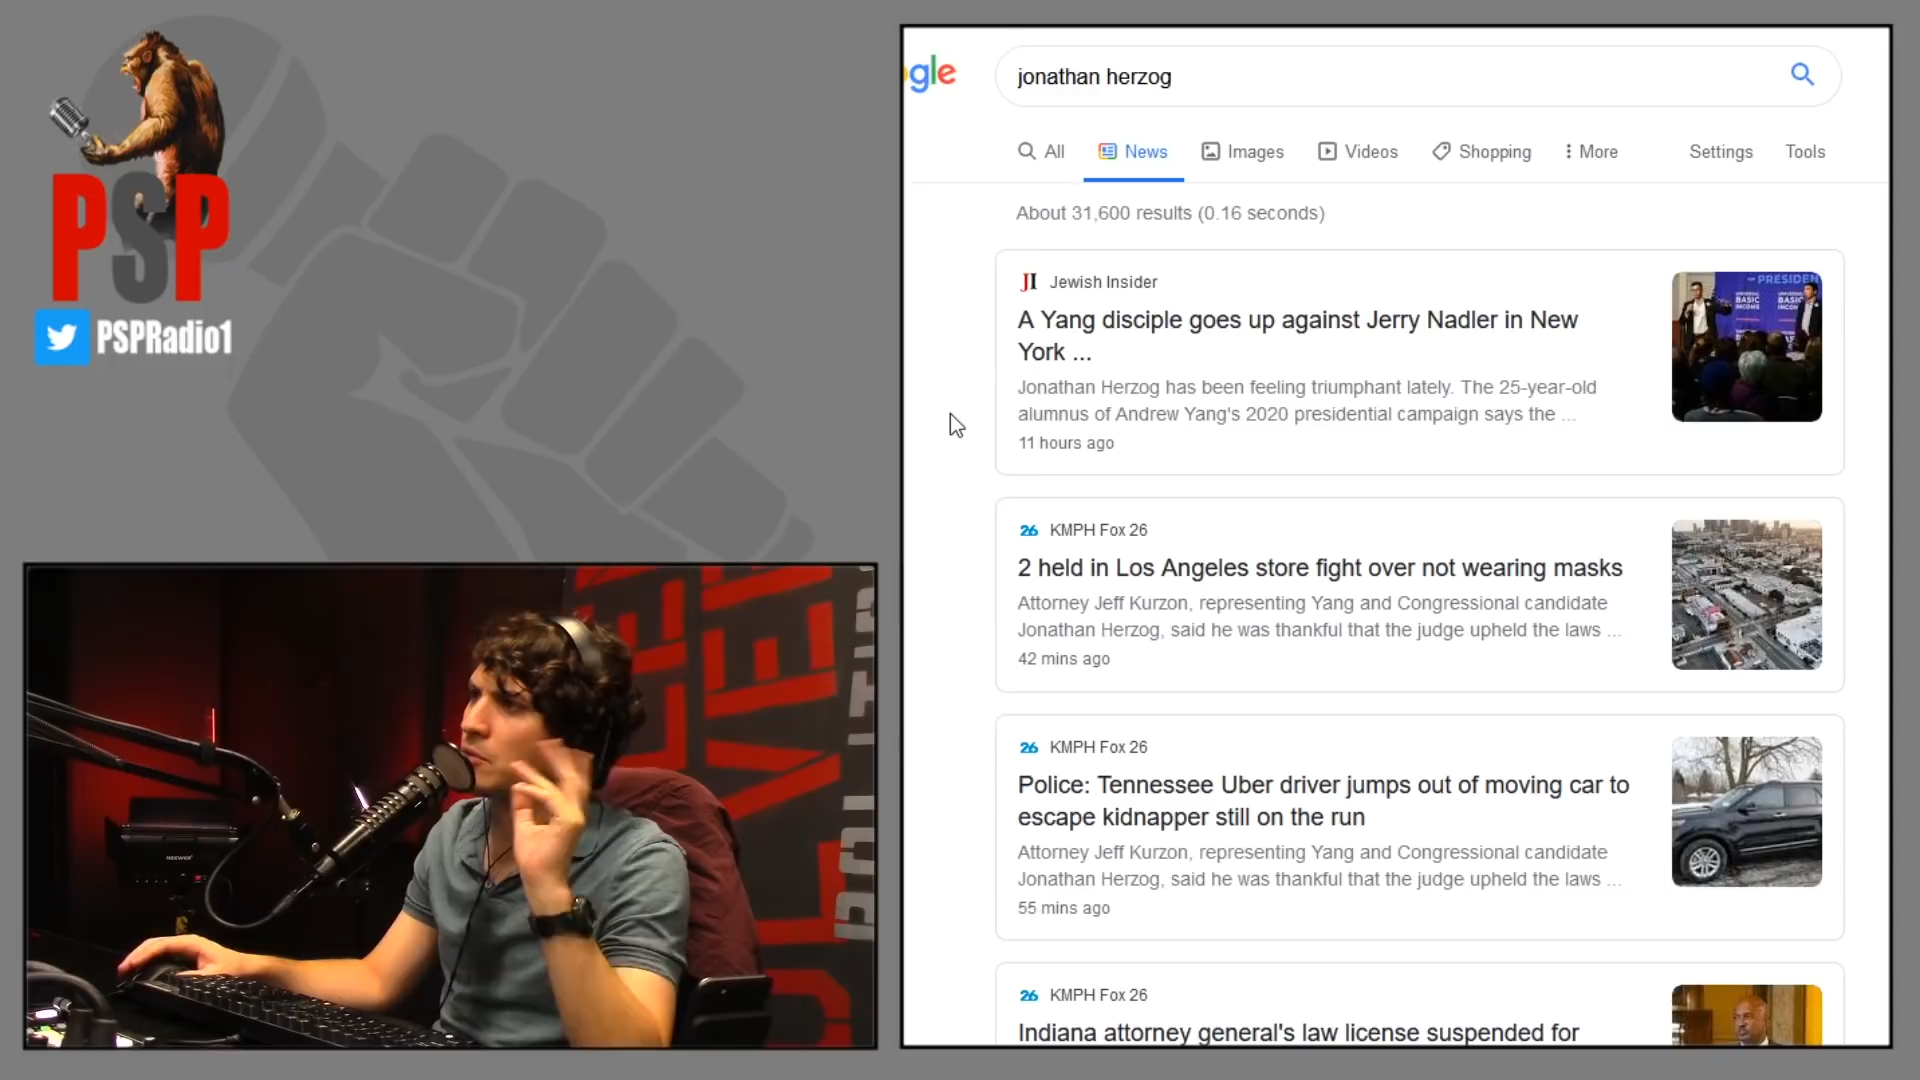 PSP
PSPRadio1
NEEWER
gle
jonathan herzog
All
News
Images
Videos
Shopping
More
Settings
Tools
About 31,600 results (0.16 seconds)
JI Jewish Insider
A Yang disciple goes up against Jerry Nadler in New
York ...
Jonathan Herzog has been feeling triumphant lately. The 25-year-old
alumnus of Andrew Yang's 2020 presidential campaign says the ...
11 hours ago
PRESIDEN
BASIC
INCOME
BASIC
26 KMPH Fox 26
2 held in Los Angeles store fight over not wearing masks
Attorney Jeff Kurzon, representing Yang and Congressional candidate
Jonathan Herzog, said he was thankful that the judge upheld the laws ...
42 mins ago
26 KMPH Fox 26
Police: Tennessee Uber driver jumps out of moving car to
escape kidnapper still on the run
Attorney Jeff Kurzon, representing Yang and Congressional candidate
Jonathan Herzog, said he was thankful that the judge upheld the laws ...
55 mins ago
26 KMPH Fox 26
Indiana attorney general's law license suspended for